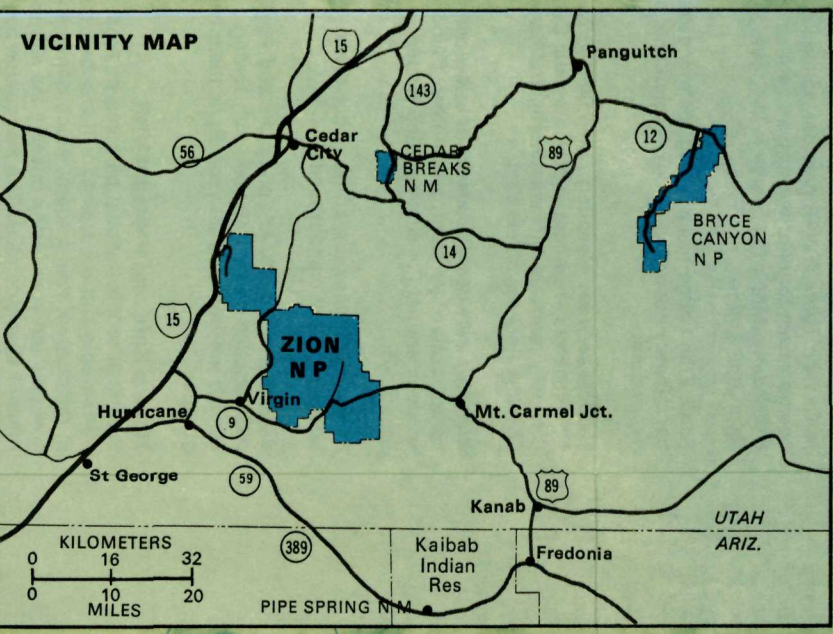 VICINITY MAP
15
Panguitch
143
12
56
Cedar
City
CEDAR
BREAKS
N M
89
BRYCE
CANYON
N P
14
15
ZION
N P
Hurricane
Virgin
9
Mt. Carmel Jct.
St George
59
89
Kanab
UTAH
ARIZ.
KILOMETERS
0 16 32
0 10 20
MILES
389
Kaibab
Indian
Res
Fredonia
PIPE SPRING N M